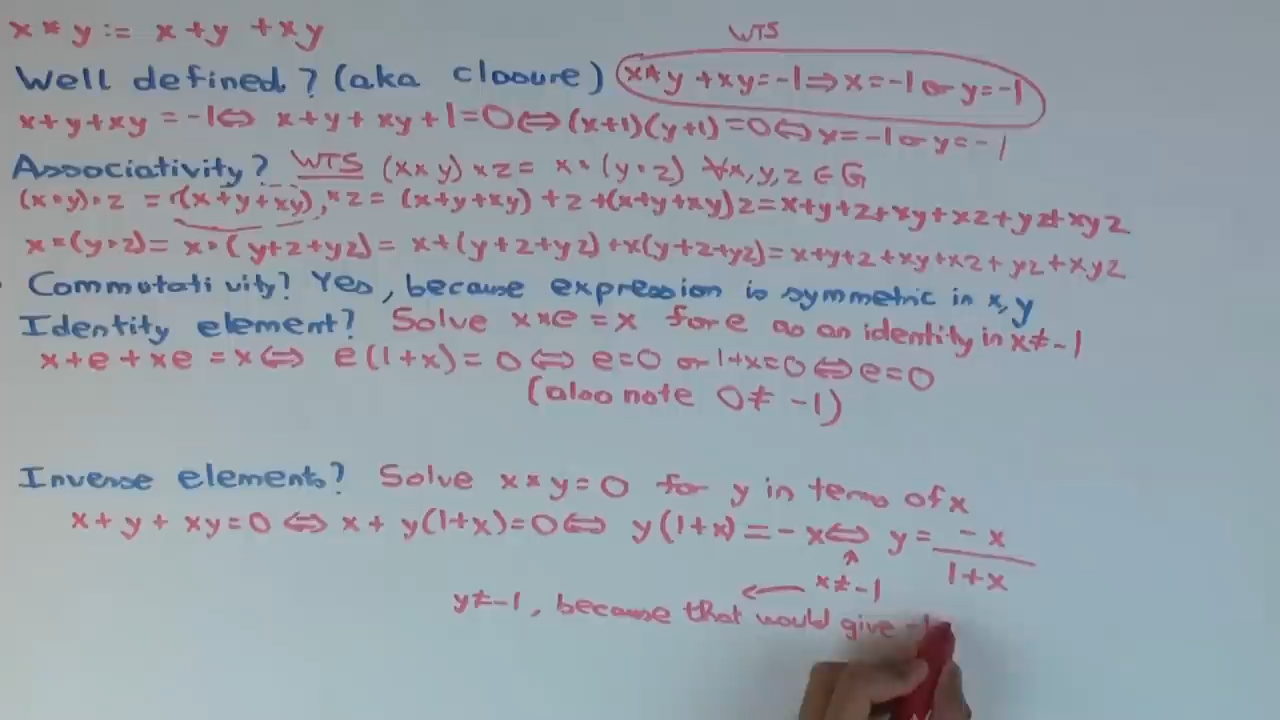 x * y := x + y + xy
WTS
Well defined? (aka closure) x+y + xy = -1 ⇒ x = -1 or y = -1
x + y + xy = -1 ⇔ x + y + xy + 1 = 0 ⇔ (x+1)(y+1) = 0 ⇔ x = -1 or y = -1
Associativity? WTS (x * y) * z = x * (y * z) ∀x, y, z ∈ G
(x * y) * z = (x + y + xy) * z = (x+y+xy) + z + (x+y+xy)z = x+y+z+xy+xz+yz+xyz
x * (y * z) = x * (y+z+yz) = x + (y+z+yz) + x(y+z+yz) = x+y+z+xy+xz+yz+xyz
Commutativity? Yes, because expression is symmetric in x, y
Identity element? Solve x * e = x for e as an identity in x ≠ -1
x + e + xe = x ⇔ e(1+x) = 0 ⇔ e = 0 or 1+x = 0 ⇔ e = 0
(also note 0 ≠ -1)
Inverse elements? Solve x * y = 0 for y in terms of x
x + y + xy = 0 ⇔ x + y(1+x) = 0 ⇔ y(1+x) = -x ⇔ y = -x / 1+x
↑
← x ≠ -1
y ≠ -1, because that would give